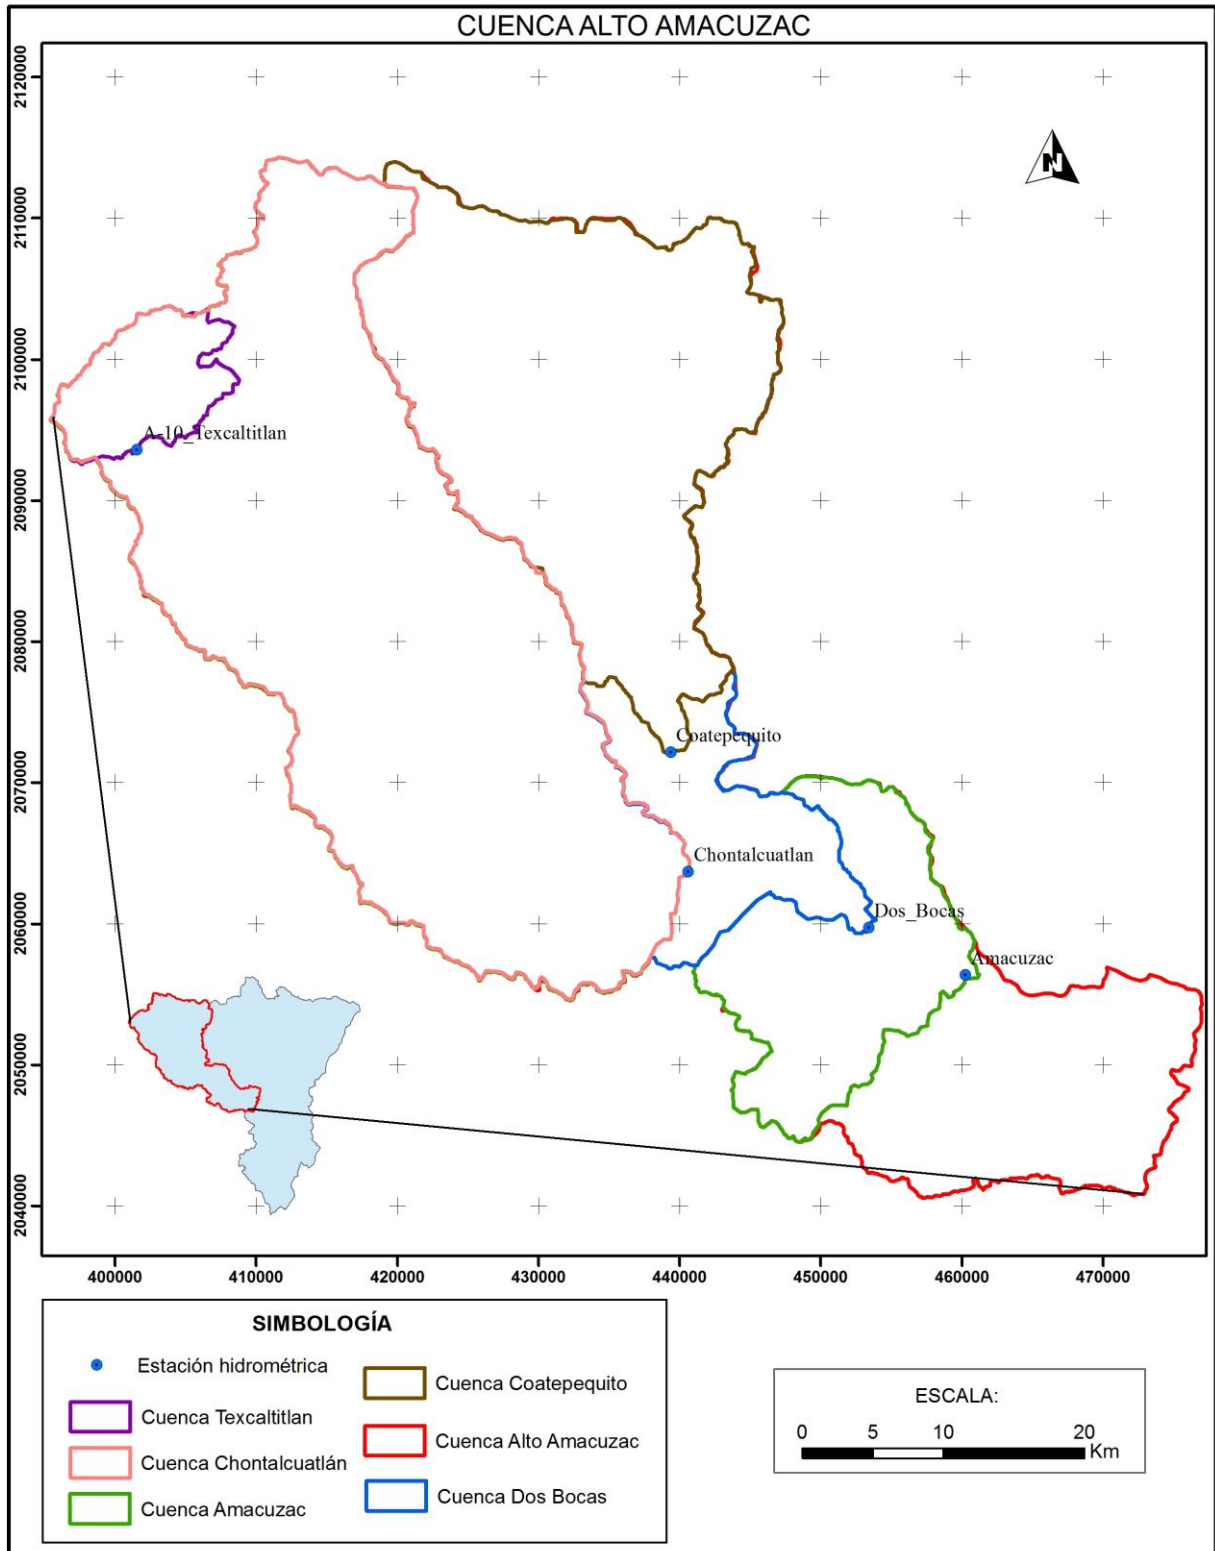 CUENCA ALTO AMACUZAC
2120000
2110000
2100000
2090000
2080000
2070000
2060000
2050000
2040000
N
A-10_Texcaltitlan
Coatepequito
Chontalcuatlan
Dos_Bocas
Amacuzac
400000 410000 420000 430000 440000 450000 460000 470000
SIMBOLOGÍA
Estación hidrométrica
Cuenca Texcaltitlan
Cuenca Chontalcuatlán
Cuenca Amacuzac
Cuenca Coatepequito
Cuenca Alto Amacuzac
Cuenca Dos Bocas
ESCALA:
0 5 10 20
Km